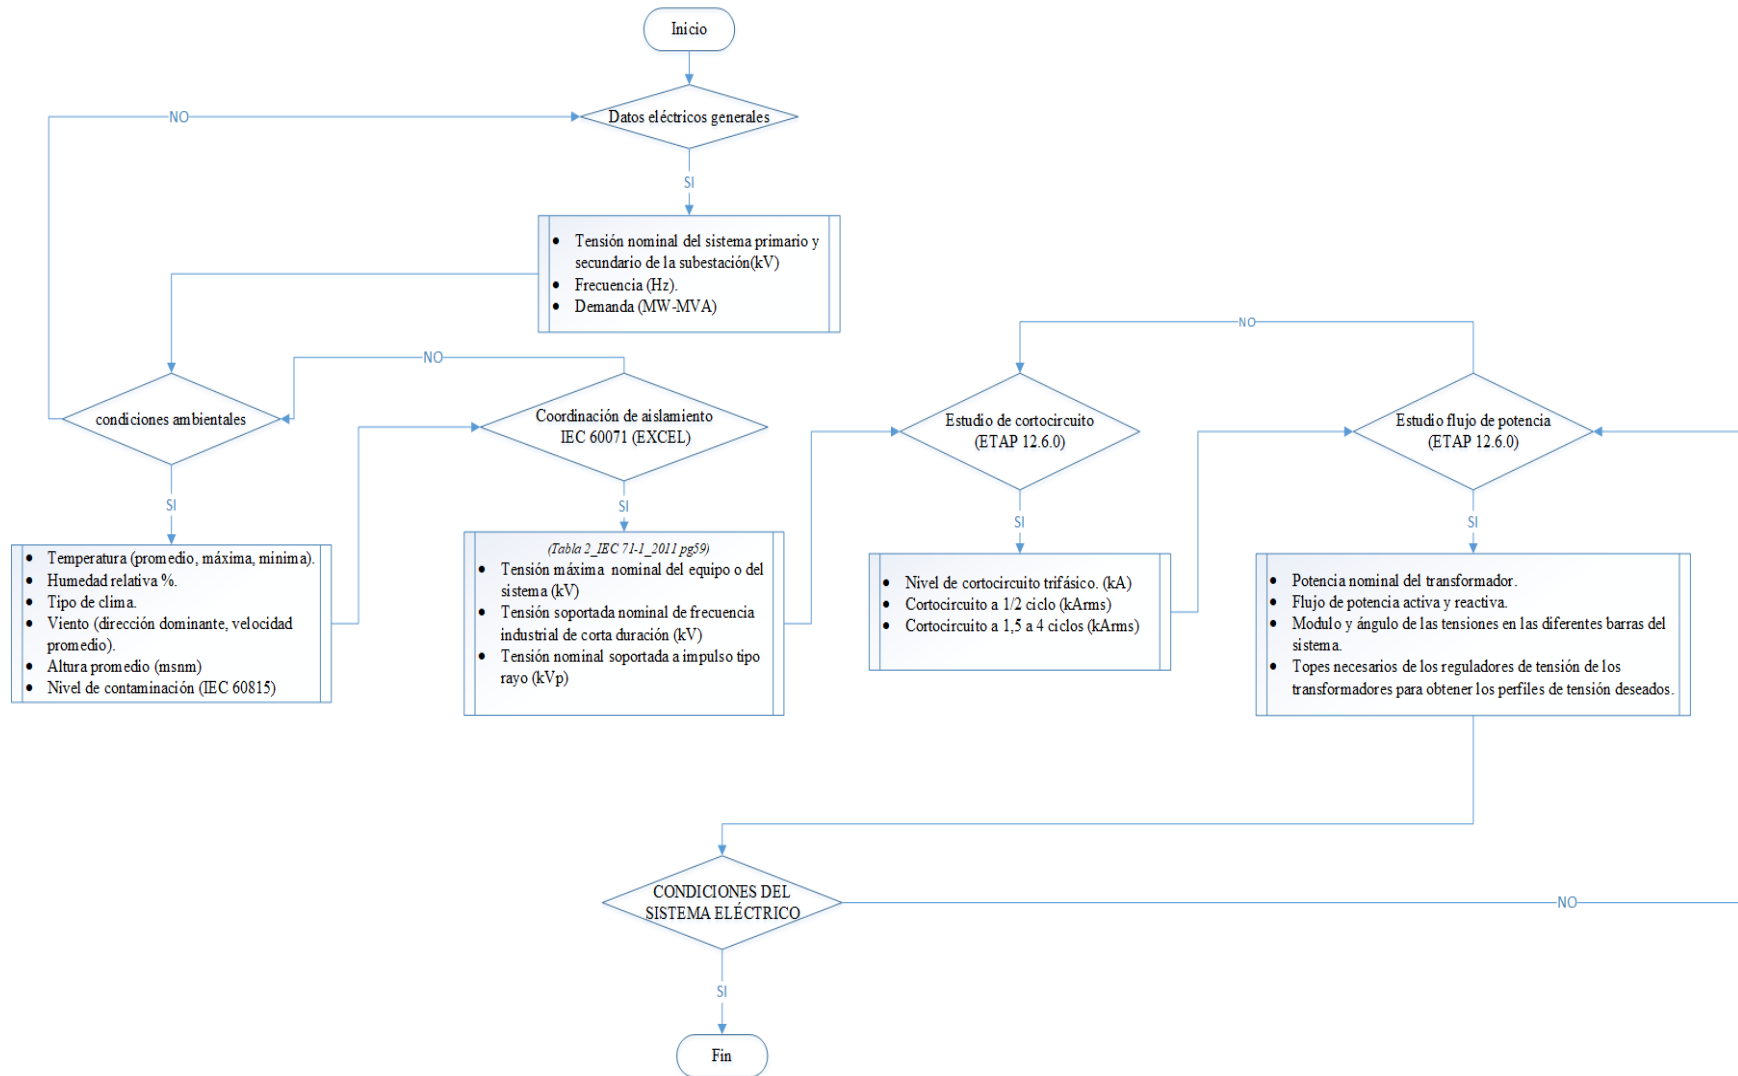 Inicio
Datos eléctricos generales
NO
SI
• Tensión nominal del sistema primario y
secundario de la subestación(kV)
• Frecuencia (Hz).
• Demanda (MW-MVA)
NO
condiciones ambientales
SI
• Temperatura (promedio, máxima, minima).
• Humedad relativa %.
• Tipo de clima.
• Viento (dirección dominante, velocidad
promedio).
• Altura promedio (msnm)
• Nivel de contaminación (IEC 60815)
Coordinación de aislamiento
IEC 60071 (EXCEL)
SI
(Tabla 2_IEC 71-1_2011 pg59)
• Tensión máxima nominal del equipo o del
sistema (kV)
• Tensión soportada nominal de frecuencia
industrial de corta duración (kV)
• Tensión nominal soportada a impulso tipo
rayo (kVp)
NO
Estudio de cortocircuito
(ETAP 12.6.0)
SI
• Nivel de cortocircuito trifásico. (kA)
• Cortocircuito a 1/2 ciclo (kArms)
• Cortocircuito a 1,5 a 4 ciclos (kArms)
Estudio flujo de potencia
(ETAP 12.6.0)
SI
• Potencia nominal del transformador.
• Flujo de potencia activa y reactiva.
• Modulo y ángulo de las tensiones en las diferentes barras del
sistema.
• Topes necesarios de los reguladores de tensión de los
transformadores para obtener los perfiles de tensión deseados.
CONDICIONES DEL
SISTEMA ELÉCTRICO
NO
SI
Fin